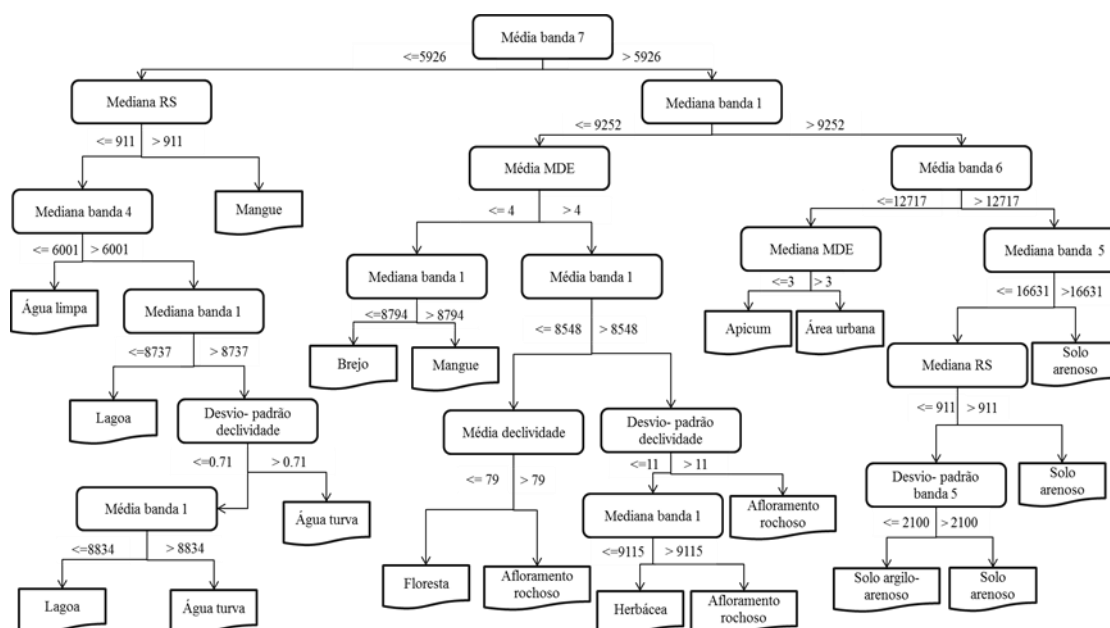 Média banda 7
<=5926
> 5926
Mediana RS
Mediana banda 1
<= 911
> 911
<= 9252
> 9252
Média MDE
Média banda 6
Mediana banda 4
Mangue
<= 4
> 4
<=12717
> 12717
Mediana MDE
Mediana banda 5
<= 6001
> 6001
Mediana banda 1
Média banda 1
<=3
> 3
<= 16631
>16631
Água limpa
Mediana banda 1
<=8794
> 8794
<= 8548
> 8548
Apicum
Área urbana
Brejo
Mangue
Mediana RS
Solo
arenoso
<=8737
> 8737
Lagoa
Desvio- padrão
declividade
Média declividade
Desvio- padrão
declividade
<= 911
> 911
<=0.71
> 0.71
<= 79
> 79
<=11
> 11
Desvio- padrão
banda 5
Solo
arenoso
Média banda 1
Água turva
Mediana banda 1
Afloramento
rochoso
<= 2100
> 2100
<=8834
> 8834
<=9115
> 9115
Floresta
Afloramento
rochoso
Solo argilo-
arenoso
Solo
arenoso
Lagoa
Água turva
Herbácea
Afloramento
rochoso